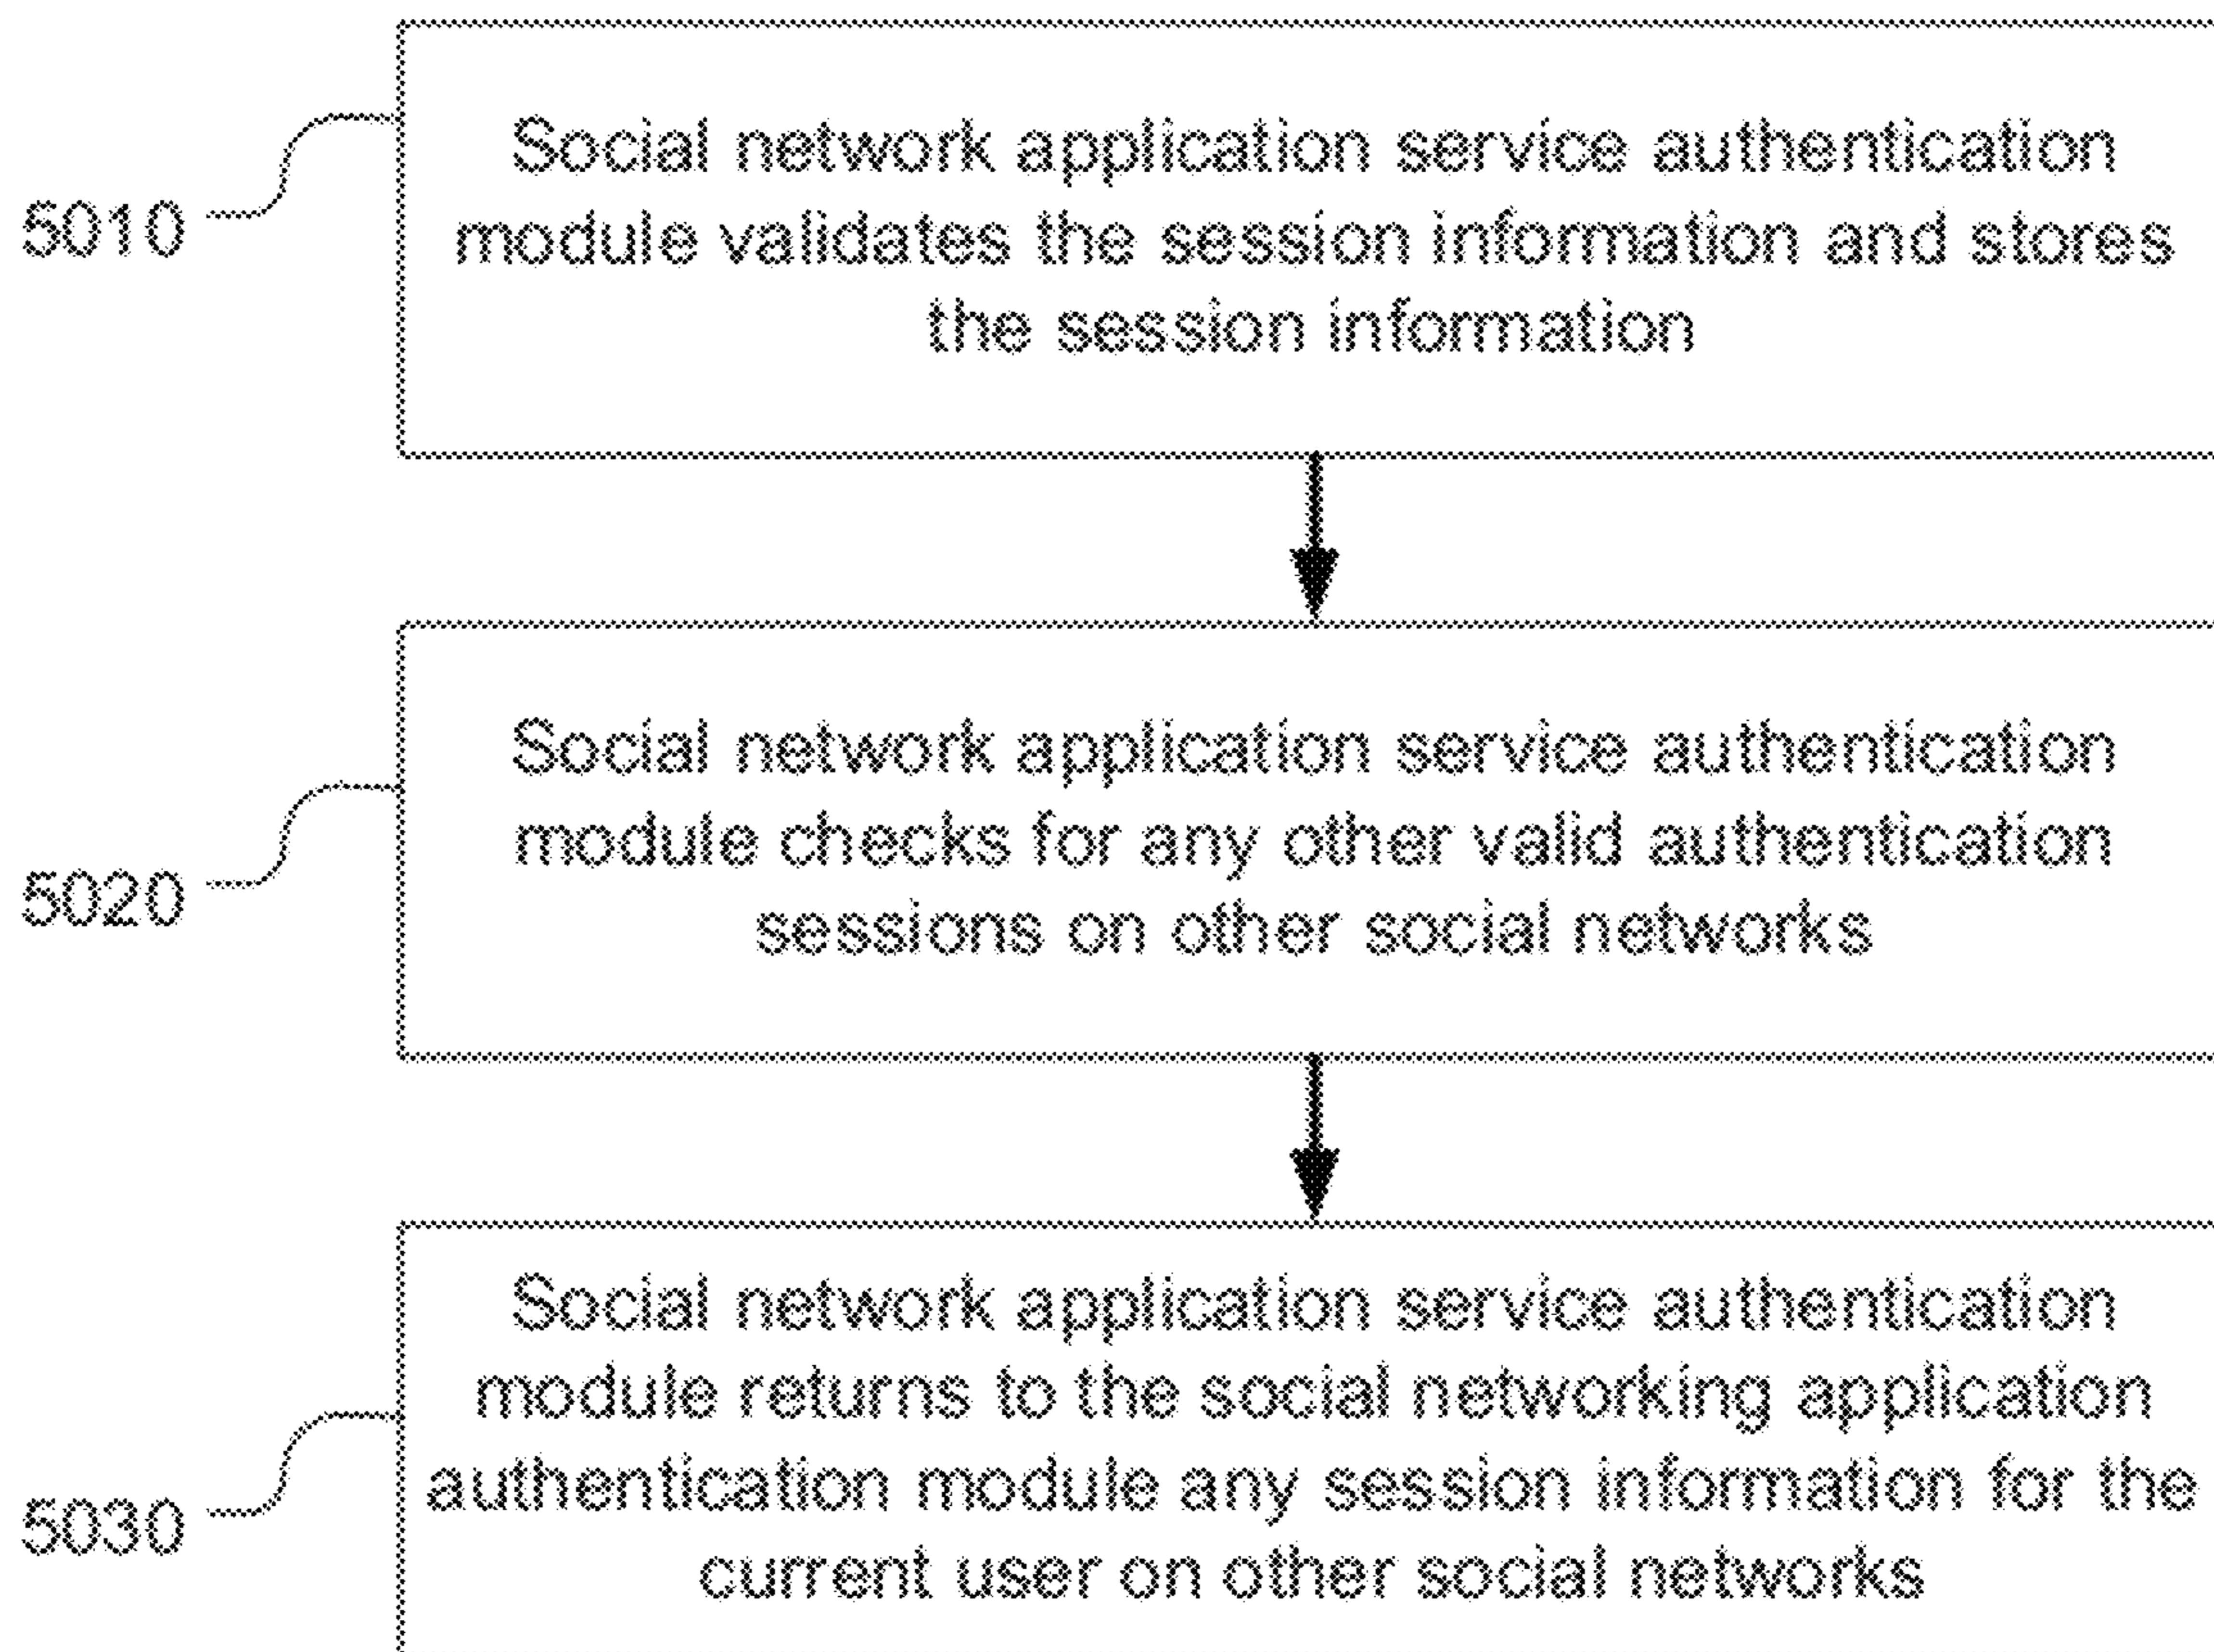 Social network application service authentication
module validates the session information and stores
the session information
5010
Social network application service authentication
module checks for any other valid authentication
sessions on other social networks
5020
Social network application service authentication
module returns to the social networking application
authentication module any session information for the
current user on other social networks
5030